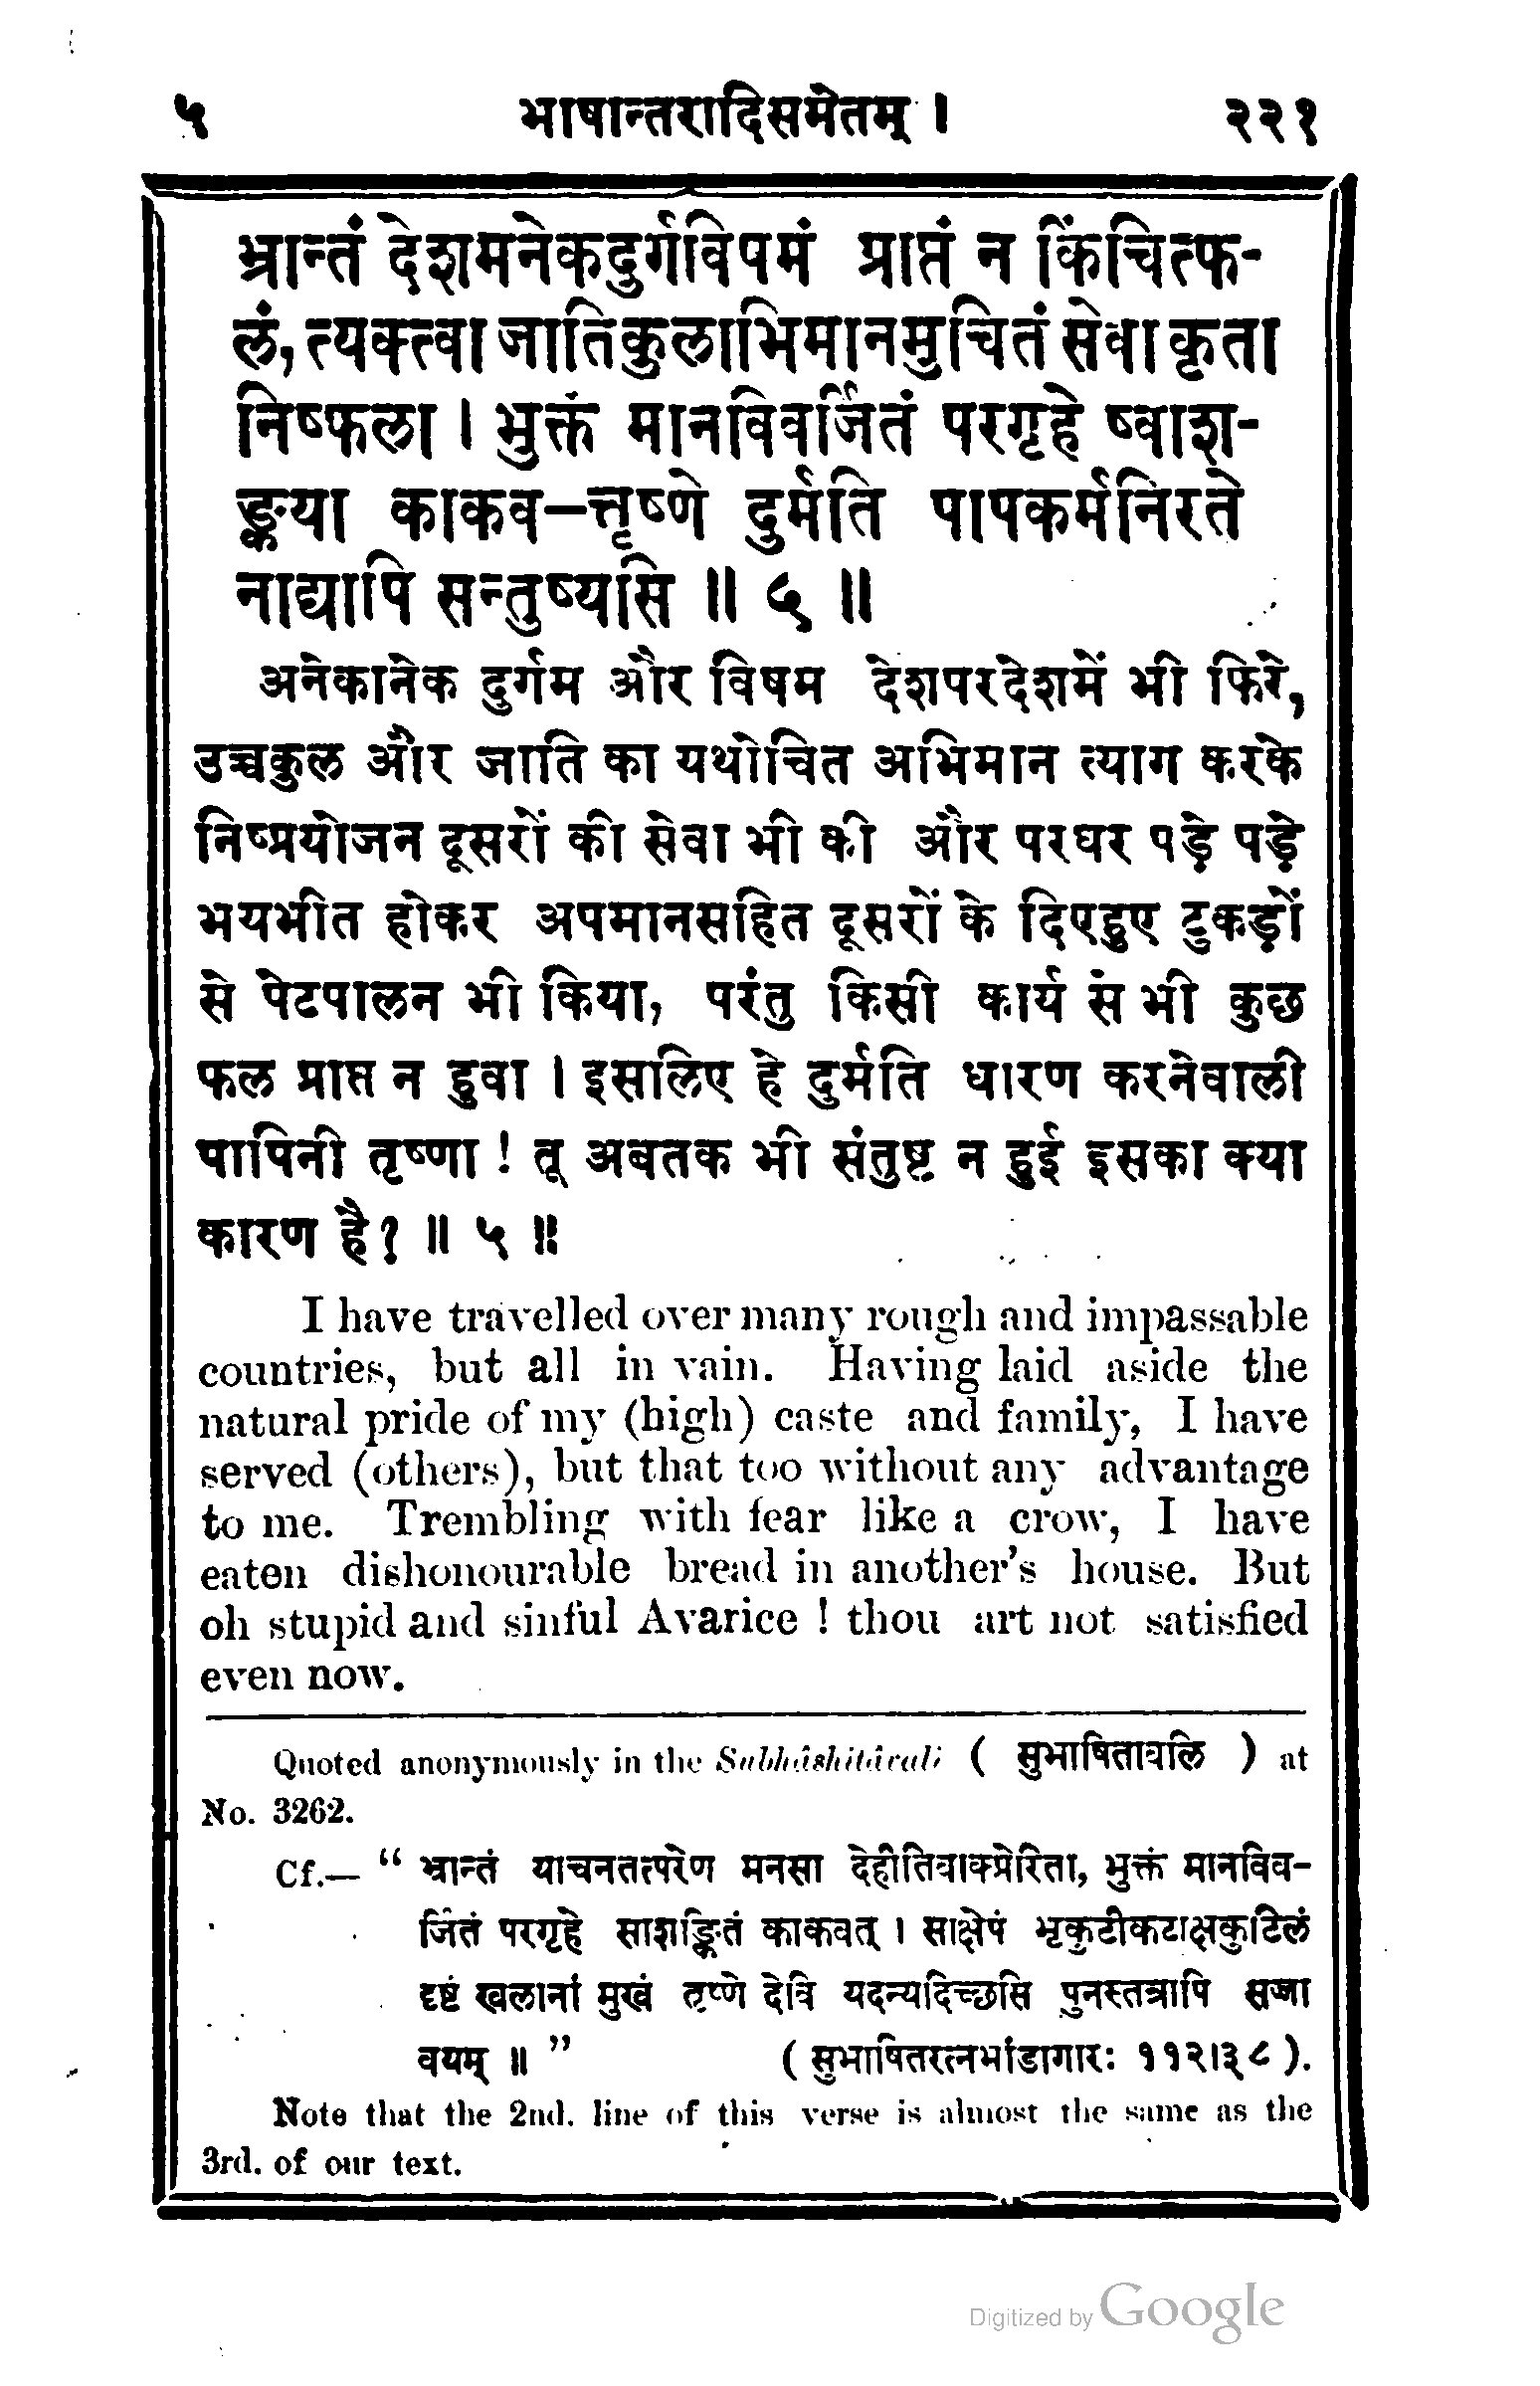 ५ भाषान्तरादिसमेतम् । २२१
भ्रान्तं देशमनेकदुर्गविषमं प्राप्तं न किंचित्फ-
लं, त्यक्त्वा जातिकुलाभिमानमुचितं सेवा कृता
निष्फला । भुक्तं मानविवर्जितं परगृहे ष्वाश-
ङ्कया काकव–त्तृष्णे दुर्मति पापकर्मनिरते
नाद्यापि सन्तुष्यसि ॥ ५ ॥
अनेकानेक दुर्गम और विषम देशपरदेशमें भी फिरे,
उच्चकुल और जाति का यथोचित अभिमान त्याग करके
निष्प्रयोजन दूसरों की सेवा भी की और परघर पड़े पड़े
भयभीत होकर अपमानसहित दूसरों के दिएहुए टुकड़ों
से पेटपालन भी किया, परंतु किसी कार्य सं भी कुछ
फल प्राप्त न हुवा । इसलिए हे दुर्मति धारण करनेवाली
पापिनी तृष्णा ! तू अबतक भी संतुष्ट न हुई इसका क्या
कारण है? ॥ ५ ॥
I have travelled over many rough and impassable
countries, but all in vain. Having laid aside the
natural pride of my (high) caste and family, I have
served (others), but that too without any advantage
to me. Trembling with fear like a crow, I have
eaten dishonourable bread in another's house. But
oh stupid and sinful Avarice ! thou art not satisfied
even now.
Quoted anonymously in the Subhâshitâvali ( सुभाषितावलि ) at
No. 3262.
Cf.— “ भ्रान्तं याचनतत्परेण मनसा देहीतिवाक्प्रेरिता, भुक्तं मानविव-
र्जितं परगृहे साशङ्कितं काकवत् । साक्षेपं भृकुटीकटाक्षकुटिलं
दृष्टं खलानां मुखं तृष्णे देवि यदन्यदिच्छसि पुनस्तत्रापि सज्जा
वयम् ॥ ” ( सुभाषितरत्नभांडागारः ११२।३८ ).
Note that the 2nd. line of this verse is almost the same as the
3rd. of our text.
Digitized by Google